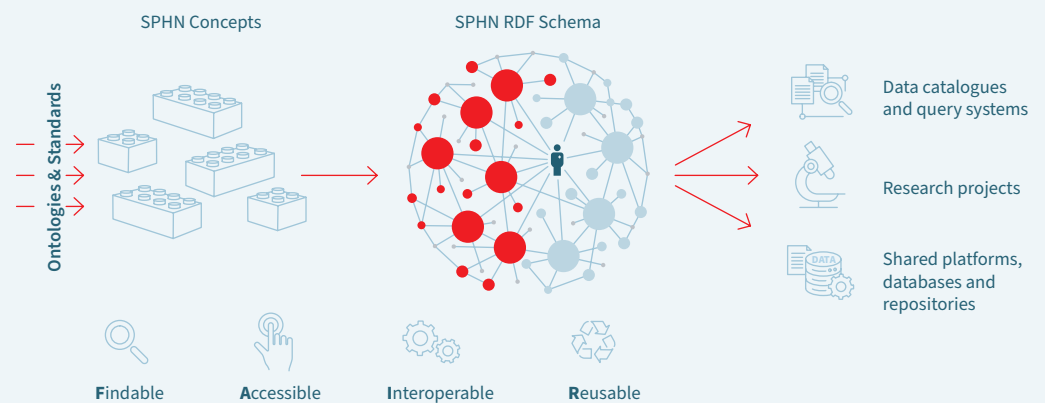 SPHN Concepts
SPHN RDF Schema
Ontologies & Standards
Data catalogues
and query systems
Research projects
DATA
Shared platforms,
databases and
repositories
Findable
Accessible
Interoperable
Reusable